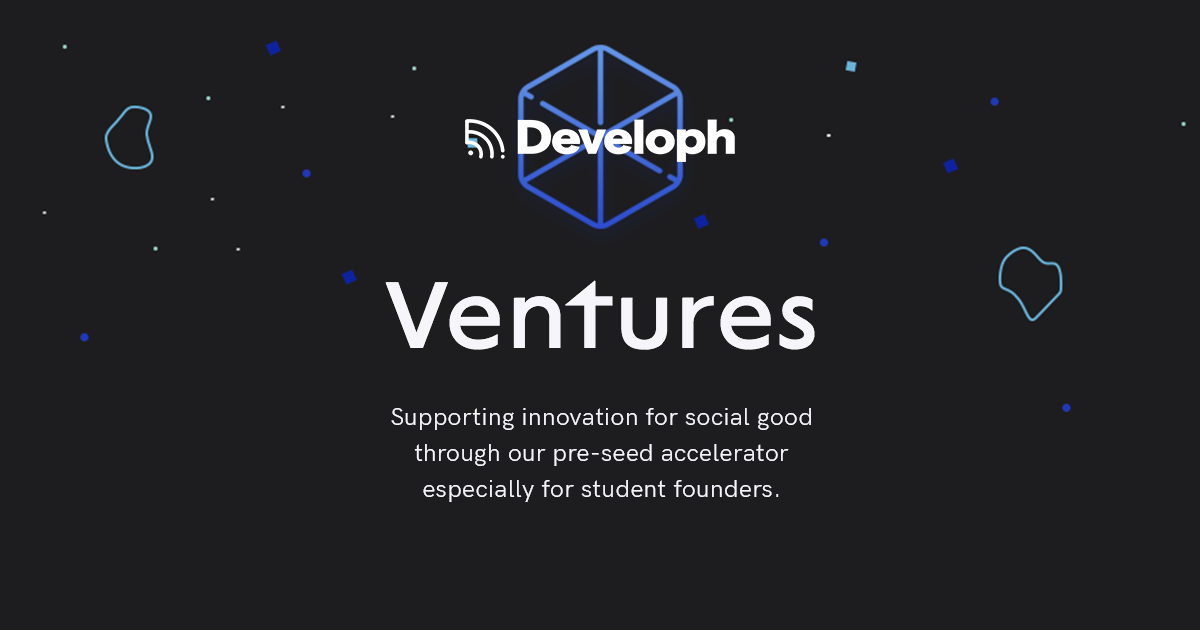 Developh
Ventures
Supporting innovation for social good
through our pre-seed accelerator
especially for student founders.